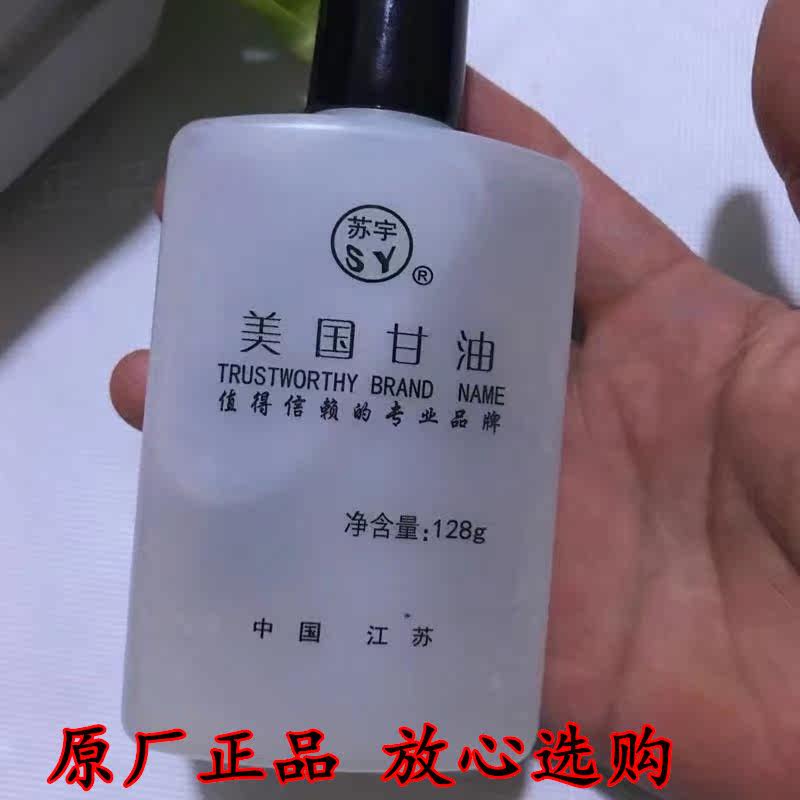 苏宇
SY®
美国甘油
TRUSTWORTHY BRAND NAME
值得信赖的专业品牌
净含量:128g
中国 江苏
原厂正品 放心选购